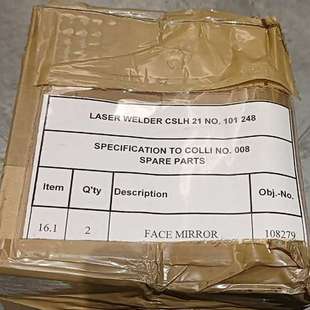 LASER WELDER CSLH 21 NO. 101 248
SPECIFICATION TO COLLI NO. 008
SPARE PARTS
Item Q'ty Description Obj.-No.
16.1 2 FACE MIRROR 108279